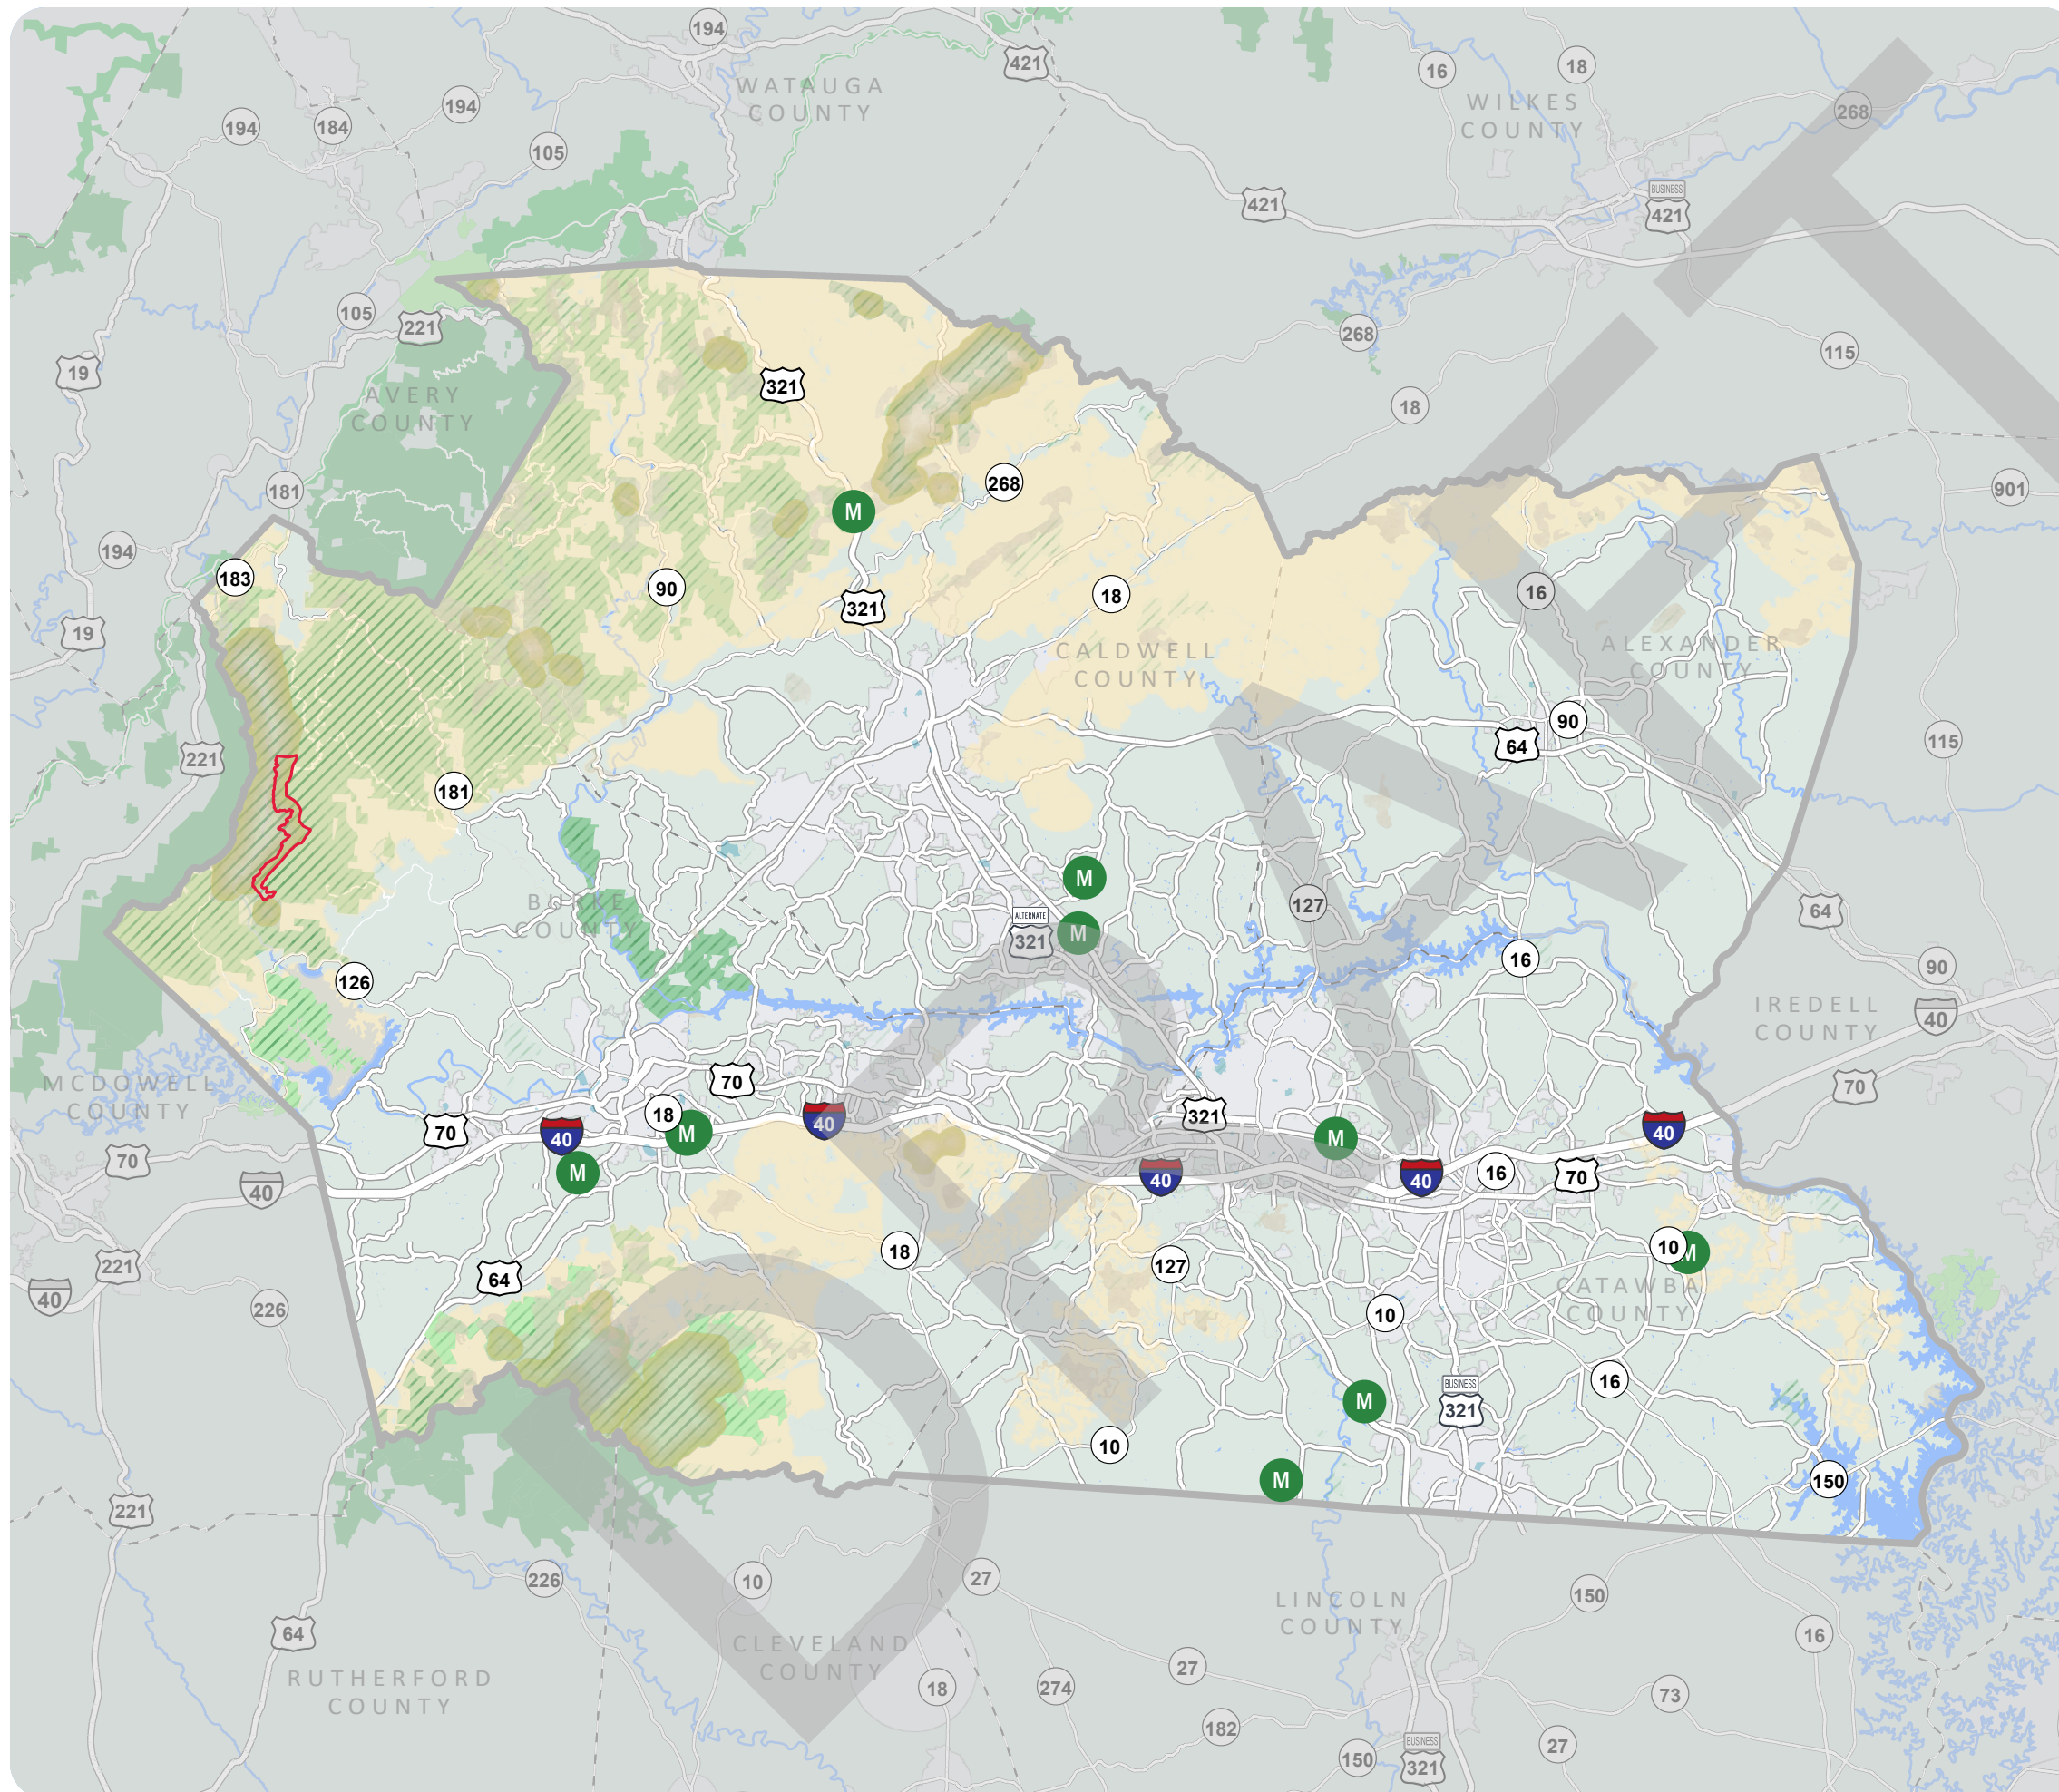 194
421
16
18
WATAUGA
COUNTY
WILKES
COUNTY
194
184
194
105
268
BUSINESS
421
421
105
221
19
AVERY
COUNTY
321
268
115
18
181
268
901
M
194
183
90
321
18
16
19
CALDWELL
COUNTY
ALEXANDER
COUNTY
90
64
221
115
181
M
127
64
BURKE
COUNTY
ALTERNATE
321
M
16
90
126
IREDELL
COUNTY
40
MCDOWELL
COUNTY
70
70
18
M
70
40
40
321
M
40
70
40
M
40
40
16
70
221
18
127
10
M
64
40
226
CATAWBA
COUNTY
10
16
M
BUSINESS
321
10
M
150
221
226
10
27
LINCOLN
COUNTY
150
64
CLEVELAND
COUNTY
16
RUTHERFORD
COUNTY
18
274
27
73
182
150
BUSINESS
321
27
DRAFT